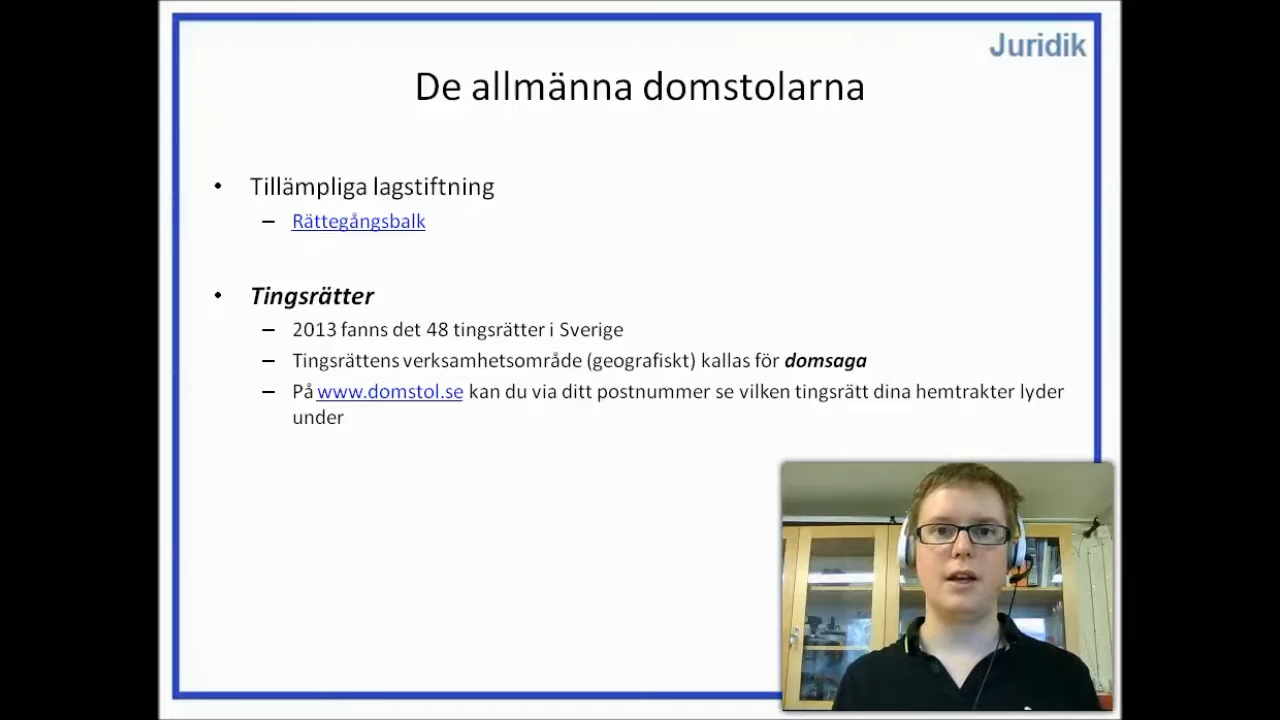 Juridik
De allmänna domstolarna
• Tillämpliga lagstiftning
– Rättegångsbalk
• Tingsrätter
– 2013 fanns det 48 tingsrätter i Sverige
– Tingsrättens verksamhetsområde (geografiskt) kallas för domsaga
– På www.domstol.se kan du via ditt postnummer se vilken tingsrätt dina hemtrakter lyder
under